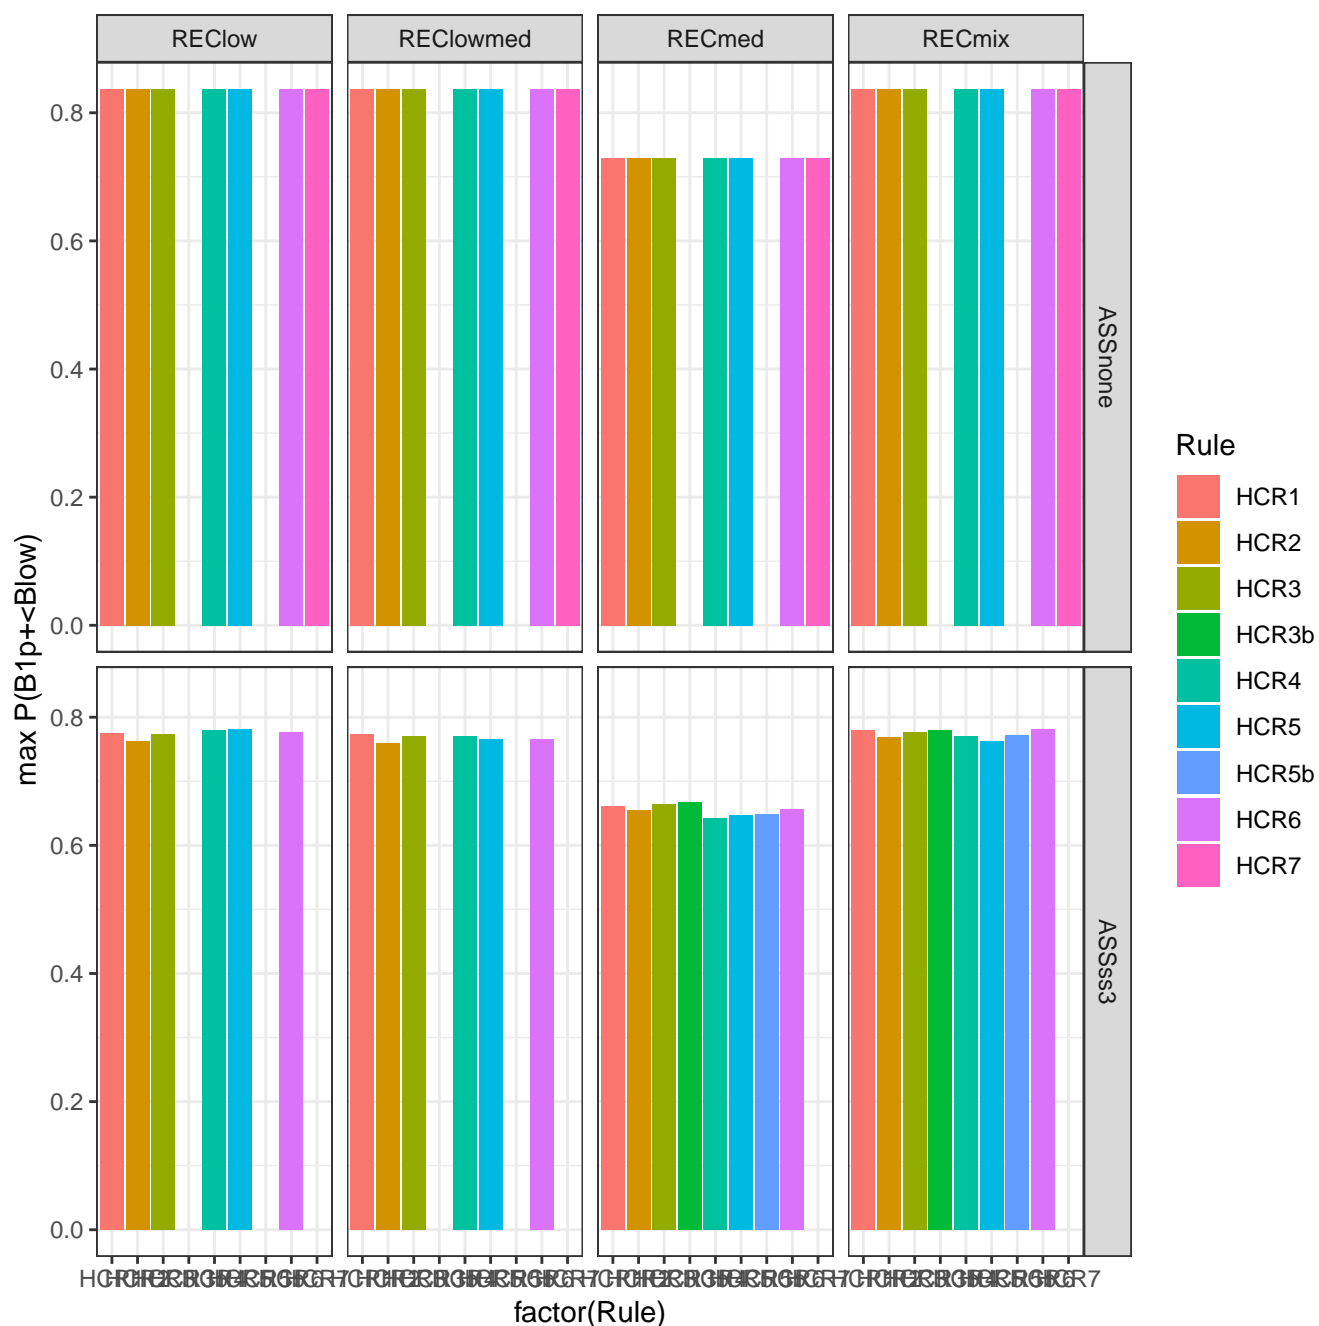 REClow
REClowmed
RECmed
RECmix
ASSnone
ASSss3
max P(B1p+<Blow)
0.8
0.6
0.4
0.2
0.0
0.8
0.6
0.4
0.2
0.0
factor(Rule)
Rule
HCR1
HCR2
HCR3
HCR3b
HCR4
HCR5
HCR5b
HCR6
HCR7